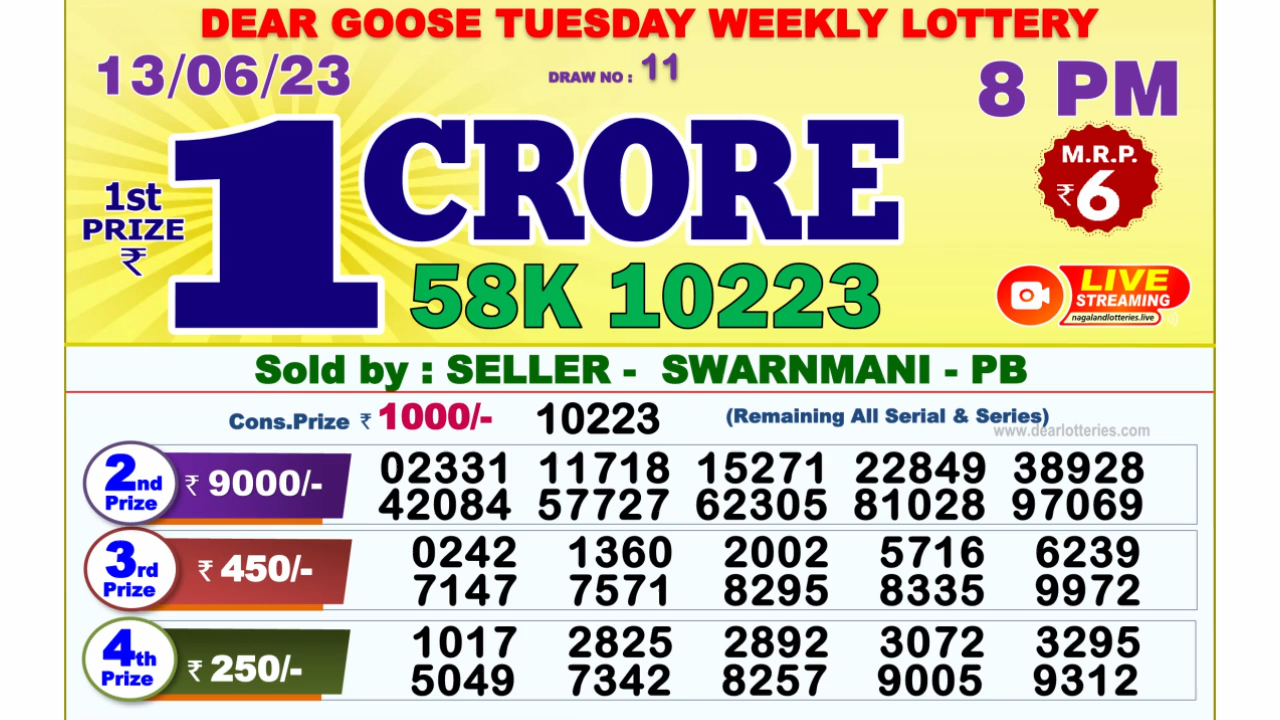 DEAR GOOSE TUESDAY WEEKLY LOTTERY
13/06/23
DRAW NO : 11
8 PM
1st PRIZE ₹
1 CRORE
58K 10223
M.R.P.
₹ 6
LIVE
STREAMING
nagalandlotteries.live
Sold by : SELLER - SWARNMANI - PB
Cons.Prize ₹ 1000/- 10223 (Remaining All Serial & Series)
www.dearlotteries.com
2nd Prize ₹ 9000/-
02331 11718 15271 22849 38928
42084 57727 62305 81028 97069
3rd Prize ₹ 450/-
0242 1360 2002 5716 6239
7147 7571 8295 8335 9972
4th Prize ₹ 250/-
1017 2825 2892 3072 3295
5049 7342 8257 9005 9312